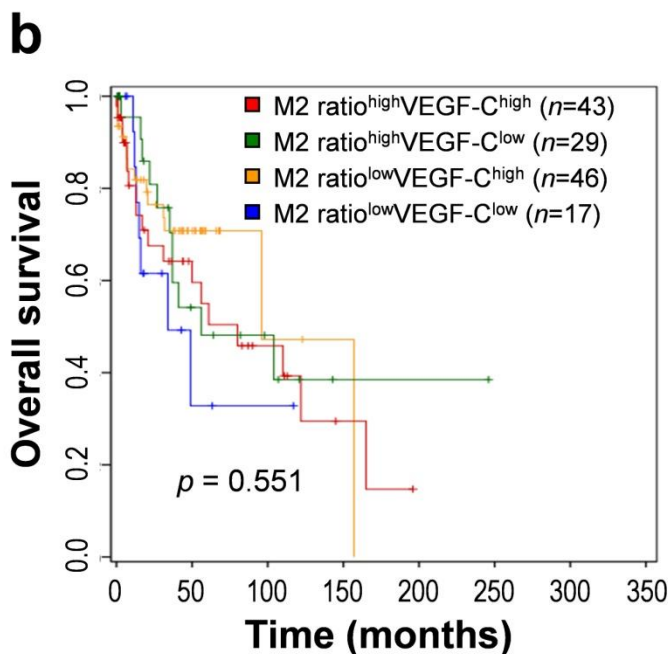 b
M2 ratiohighVEGF-Chigh (n=43)
M2 ratiohighVEGF-Clow (n=29)
M2 ratiolowVEGF-Chigh (n=46)
M2 ratiolowVEGF-Clow (n=17)
Overall survival
1.0
0.8
0.6
0.4
0.2
0.0
p = 0.551
0 50 100 150 200 250 300 350
Time (months)